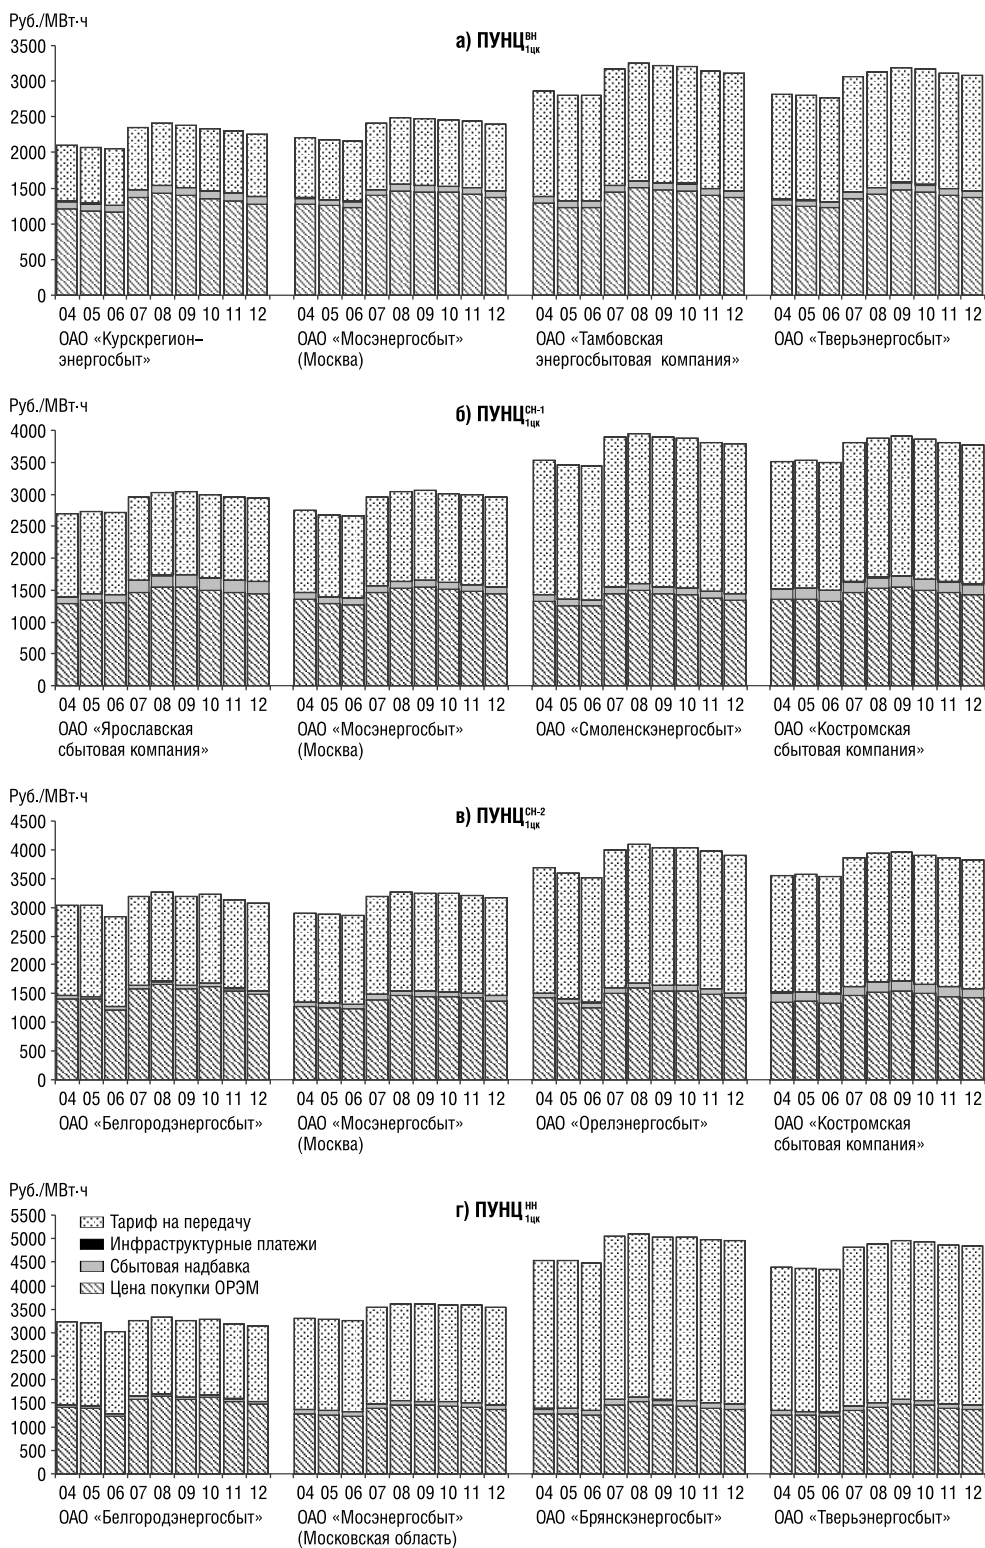 Руб./МВт·ч
а) ПУНЦ ВН 1цк
3500
3000
2500
2000
1500
1000
500
0
04 05 06 07 08 09 10 11 12 04 05 06 07 08 09 10 11 12 04 05 06 07 08 09 10 11 12 04 05 06 07 08 09 10 11 12
ОАО «Курскрегион– ОАО «Мосэнергосбыт» ОАО «Тамбовская ОАО «Тверьэнергосбыт»
энергосбыт» (Москва) энергосбытовая компания»
Руб./МВт·ч
б) ПУНЦ СН-1 1цк
4000
3500
3000
2500
2000
1500
1000
500
0
04 05 06 07 08 09 10 11 12 04 05 06 07 08 09 10 11 12 04 05 06 07 08 09 10 11 12 04 05 06 07 08 09 10 11 12
ОАО «Ярославская ОАО «Мосэнергосбыт» ОАО «Смоленскэнергосбыт» ОАО «Костромская
сбытовая компания» (Москва) сбытовая компания»
Руб./МВт·ч
в) ПУНЦ СН-2 1цк
4500
4000
3500
3000
2500
2000
1500
1000
500
0
04 05 06 07 08 09 10 11 12 04 05 06 07 08 09 10 11 12 04 05 06 07 08 09 10 11 12 04 05 06 07 08 09 10 11 12
ОАО «Белгородэнергосбыт» ОАО «Мосэнергосбыт» ОАО «Орелэнергосбыт» ОАО «Костромская
(Москва) сбытовая компания»
Руб./МВт·ч
г) ПУНЦ НН 1цк
5500
5000
4500
4000
3500
3000
2500
2000
1500
1000
500
0
Тариф на передачу
Инфраструктурные платежи
Сбытовая надбавка
Цена покупки ОРЭМ
04 05 06 07 08 09 10 11 12 04 05 06 07 08 09 10 11 12 04 05 06 07 08 09 10 11 12 04 05 06 07 08 09 10 11 12
ОАО «Белгородэнергосбыт» ОАО «Мосэнергосбыт» ОАО «Брянскэнергосбыт» ОАО «Тверьэнергосбыт»
(Московская область)